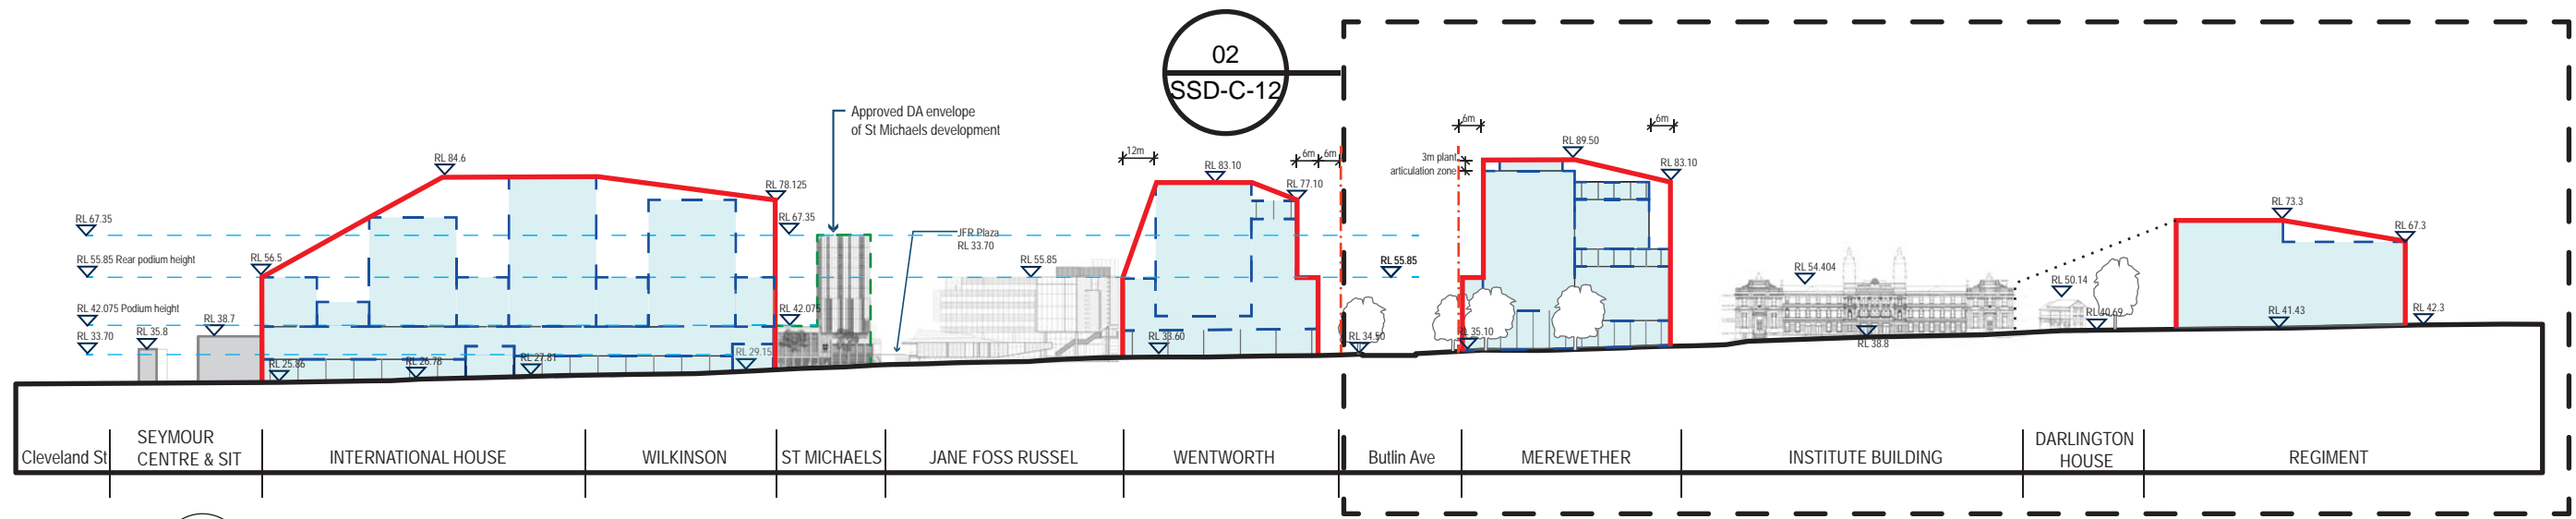 02
SSD-C-12
Approved DA envelope
of St Michaels development
12m
6m
6m
6m
6m
RL 84.6
RL 78.125
RL 83.10
RL 77.10
3m plant
articulation zone
RL 89.50
RL 83.10
RL 73.3
RL 67.3
RL 67.35
RL 67.35
JFR Plaza
RL 33.70
RL 55.85 Rear podium height
RL 56.5
RL 55.85
RL 55.85
RL 54.404
RL 50.14
RL 42.075 Podium height
RL 38.7
RL 35.8
RL 33.70
RL 42.075
RL 40.69
RL 41.43
RL 42.3
RL 25.86
RL 26.78
RL 27.81
RL 29.15
RL 33.60
RL 34.50
RL 35.10
RL 38.8
Cleveland St
SEYMOUR
CENTRE & SIT
INTERNATIONAL HOUSE
WILKINSON
ST MICHAELS
JANE FOSS RUSSEL
WENTWORTH
Butlin Ave
MEREWETHER
INSTITUTE BUILDING
DARLINGTON
HOUSE
REGIMENT